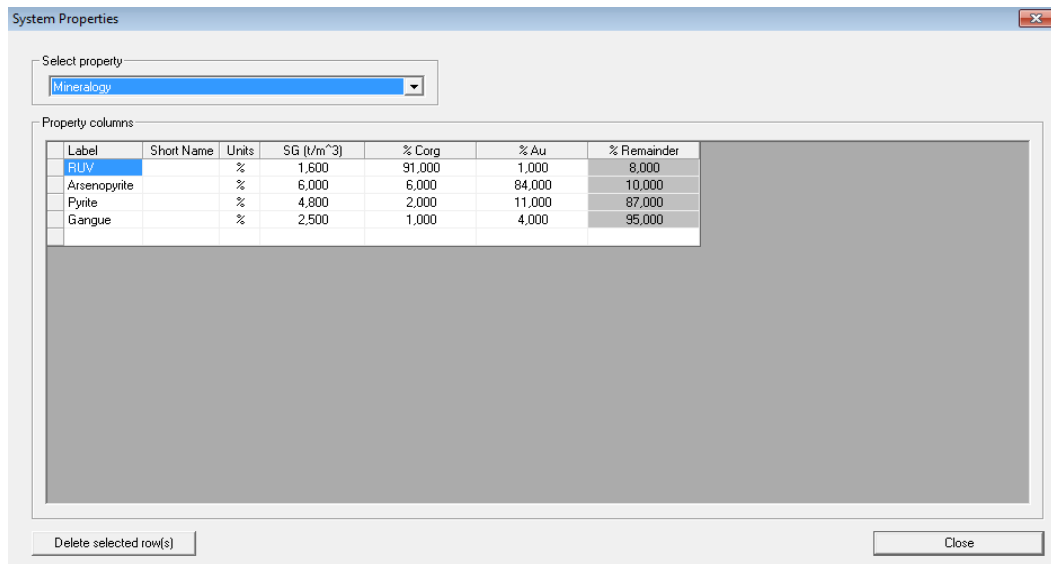 System Properties
Select property
Mineralogy
Property columns
Label Short Name Units SG (t/m^3) % Corg % Au % Remainder
RUV % 1,600 91,000 1,000 8,000
Arsenopyrite % 6,000 6,000 84,000 10,000
Pyrite % 4,800 2,000 11,000 87,000
Gangue % 2,500 1,000 4,000 95,000
Delete selected row(s) Close